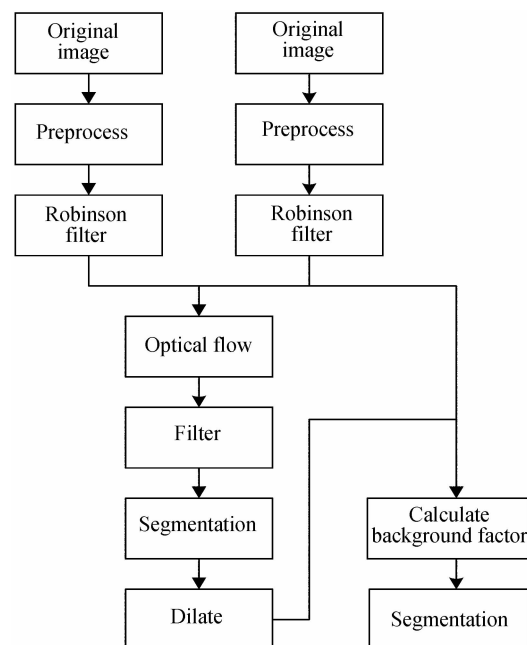 Original
image
Original
image
Preprocess
Preprocess
Robinson
filter
Robinson
filter
Optical flow
Filter
Segmentation
Dilate
Calculate
background factor
Segmentation